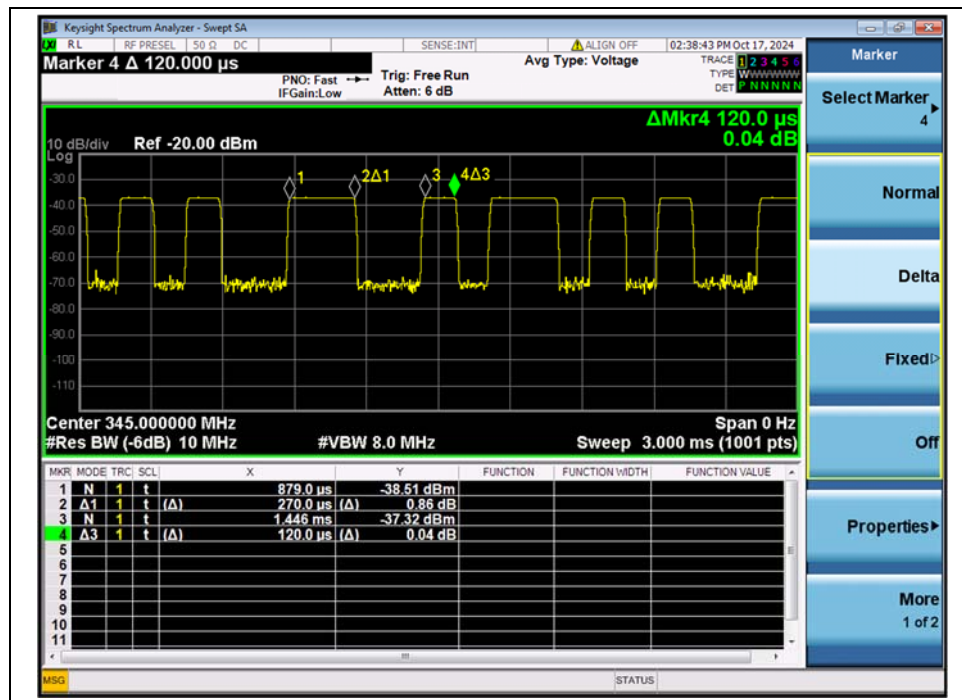 Keysight Spectrum Analyzer - Swept SA
RL RF PRESEL 50 Ω DC SENSE:INT ALIGN OFF 02:38:43 PM Oct 17, 2024
Marker 4 Δ 120.000 μs
PNO: Fast
IFGain:Low
Trig: Free Run
Atten: 6 dB
Avg Type: Voltage
TRACE 1 2 3 4 5 6
TYPE W
DET P N N N N N
ΔMkr4 120.0 μs
0.04 dB
10 dB/div Ref -20.00 dBm
Log
-30.0
-40.0
-50.0
-60.0
-70.0
-80.0
-90.0
-100
-110
1 2Δ1 3 4Δ3
Center 345.000000 MHz Span 0 Hz
#Res BW (-6dB) 10 MHz #VBW 8.0 MHz Sweep 3.000 ms (1001 pts)
MKR MODE TRC SCL X Y FUNCTION FUNCTION WIDTH FUNCTION VALUE
1 N 1 t 879.0 μs -38.51 dBm
2 Δ1 1 t (Δ) 270.0 μs (Δ) 0.86 dB
3 N 1 t 1.446 ms -37.32 dBm
4 Δ3 1 t (Δ) 120.0 μs (Δ) 0.04 dB
5
6
7
8
9
10
11
MSG STATUS
Marker
Select Marker
4
Normal
Delta
Fixed
Off
Properties
More
1 of 2